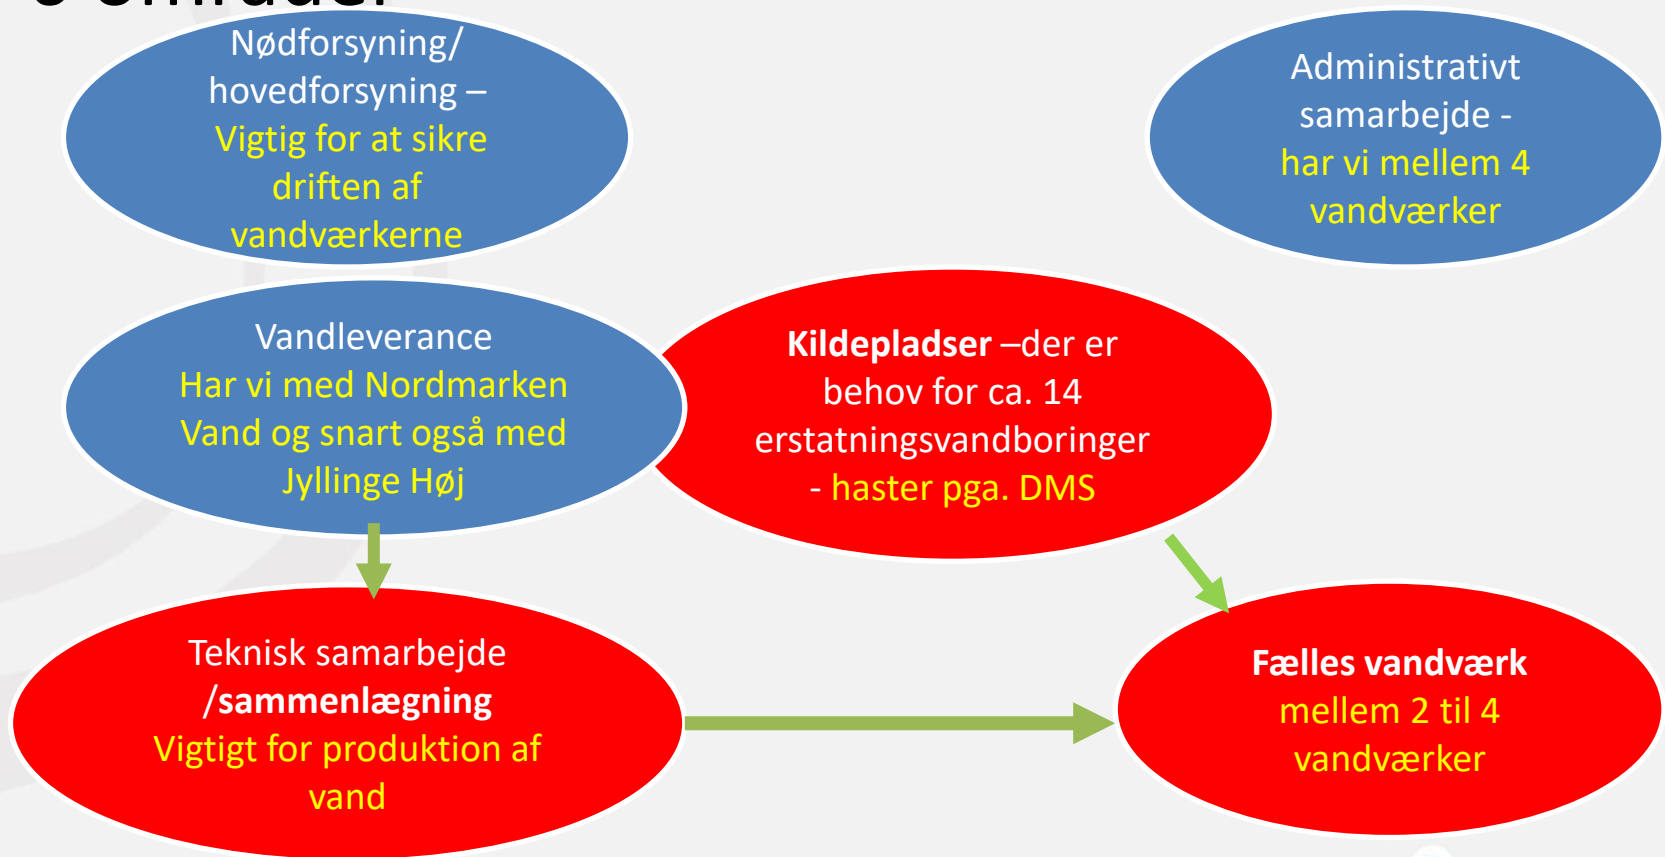 områder
Nødforsyning/
hovedforsyning –
Vigtig for at sikre
driften af
vandværkerne
Administrativt
samarbejde -
har vi mellem 4
vandværker
Vandleverance
Har vi med Nordmarken
Vand og snart også med
Jyllinge Høj
Kildepladser –der er
behov for ca. 14
erstatningsvandboringer
- haster pga. DMS
Teknisk samarbejde
/sammenlægning
Vigtigt for produktion af
vand
Fælles vandværk
mellem 2 til 4
vandværker